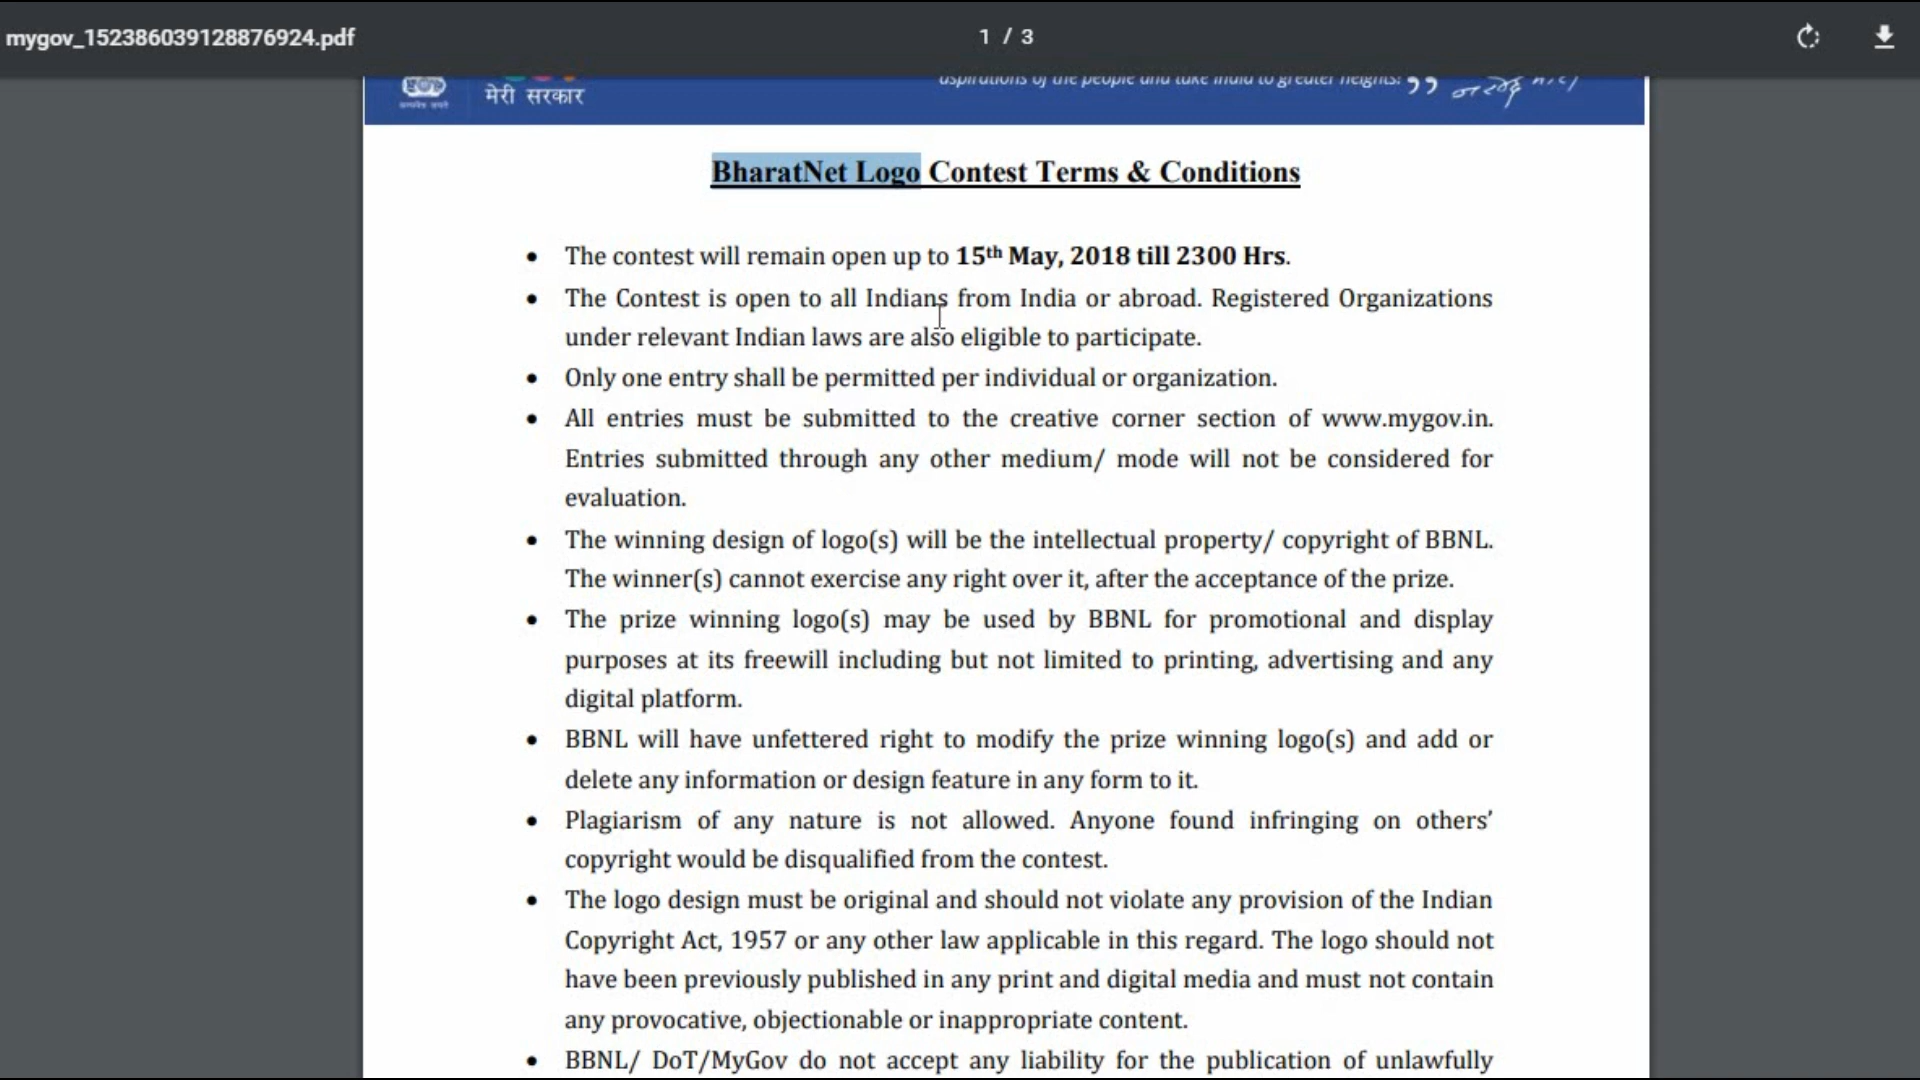 mygov_152386039128876924.pdf
1 / 3
aspirations of the people and take India to greater heights. ”
मेरी सरकार
BharatNet Logo Contest Terms & Conditions
• The contest will remain open up to 15th May, 2018 till 2300 Hrs.
• The Contest is open to all Indians from India or abroad. Registered Organizations
under relevant Indian laws are also eligible to participate.
• Only one entry shall be permitted per individual or organization.
• All entries must be submitted to the creative corner section of www.mygov.in.
Entries submitted through any other medium/ mode will not be considered for
evaluation.
• The winning design of logo(s) will be the intellectual property/ copyright of BBNL.
The winner(s) cannot exercise any right over it, after the acceptance of the prize.
• The prize winning logo(s) may be used by BBNL for promotional and display
purposes at its freewill including but not limited to printing, advertising and any
digital platform.
• BBNL will have unfettered right to modify the prize winning logo(s) and add or
delete any information or design feature in any form to it.
• Plagiarism of any nature is not allowed. Anyone found infringing on others’
copyright would be disqualified from the contest.
• The logo design must be original and should not violate any provision of the Indian
Copyright Act, 1957 or any other law applicable in this regard. The logo should not
have been previously published in any print and digital media and must not contain
any provocative, objectionable or inappropriate content.
• BBNL/ DoT/MyGov do not accept any liability for the publication of unlawfully